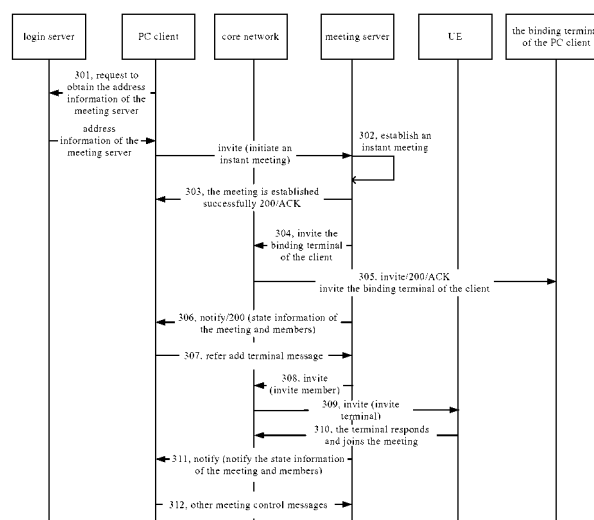 login server
PC client
core network
meeting server
UE
the binding termina
of the PC client
301, request to
obtain the address
information of the
meeting server
address
information of the
meeting server
invite (initiate an
instant meeting)
302, establish an
instant meeting
303, the meeting is established
successfully 200/ACK
304, invite the
binding terminal
of the client
305, invite/200/ACK
invite the binding terminal of the client
306, notify/200 (state information of
the meeting and members)
307, refer add terminal message
308, invite
(invite member)
309, invite (invite
terminal)
310, the terminal responds
and joins the meeting
311, notify (notify the state information
of the meeting and members)
312, other meeting control messages